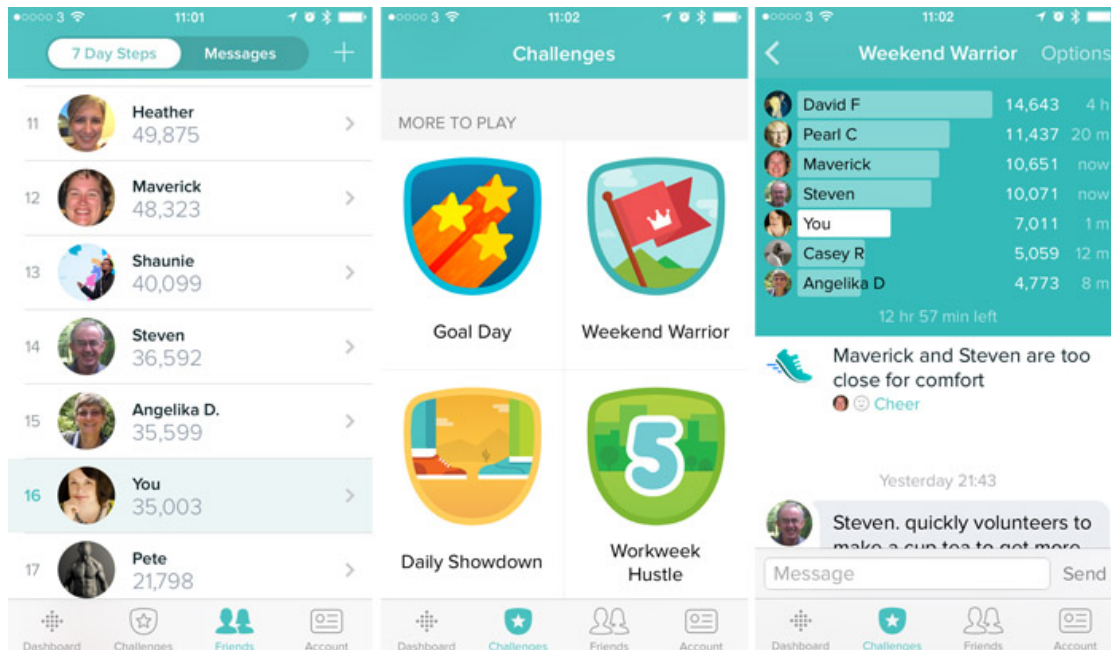 3 11:01
7 Day Steps Messages +
11 Heather
49,875
12 Maverick
48,323
13 Shaunie
40,099
14 Steven
36,592
15 Angelika D.
35,599
16 You
35,003
17 Pete
21,798
Dashboard Challenges Friends Account
3 11:02
Challenges
MORE TO PLAY
Goal Day
Weekend Warrior
Daily Showdown
5
Workweek
Hustle
Dashboard Challenges Friends Account
3 11:02
Weekend Warrior Options
David F 14,643 4 h
Pearl C 11,437 20 m
Maverick 10,651 now
Steven 10,071 now
You 7,011 1 m
Casey R 5,059 12 m
Angelika D 4,773 8 m
12 hr 57 min left
Maverick and Steven are too
close for comfort
Cheer
Yesterday 21:43
Steven. quickly volunteers to
make a cup tea to get more
Message Send
Dashboard Challenges Friends Account